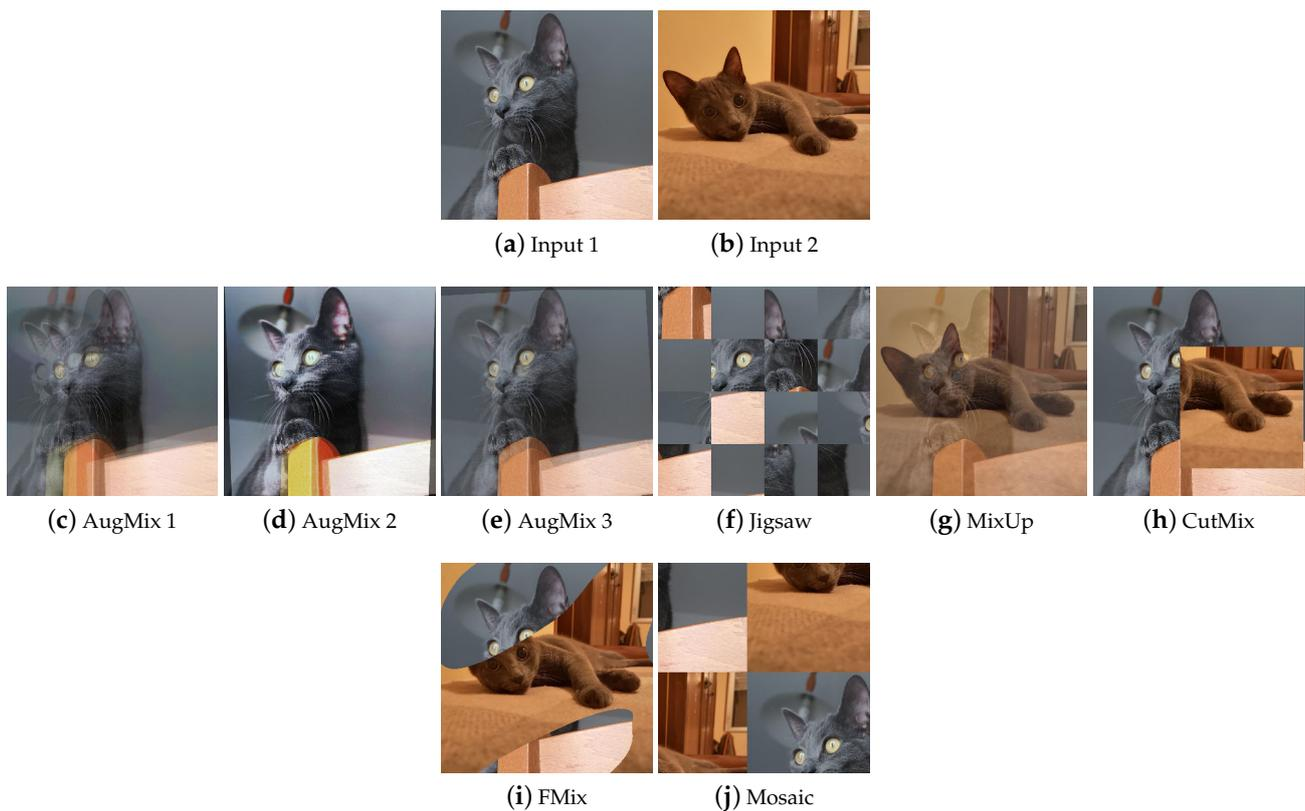 (a) Input 1
(b) Input 2
(c) AugMix 1
(d) AugMix 2
(e) AugMix 3
(f) Jigsaw
(g) MixUp
(h) CutMix
(i) FMix
(j) Mosaic